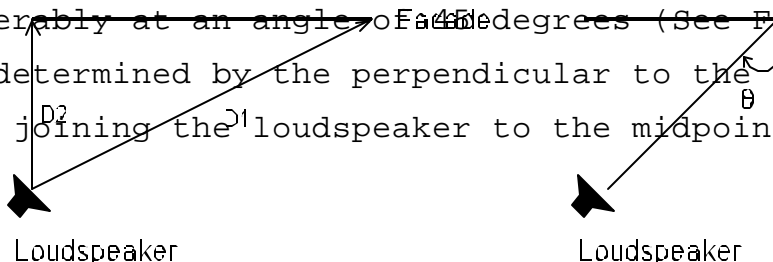 erably at an angle of 45 degrees (See F
Facade
determined by the perpendicular to the
θ
D2
D1
joining the loudspeaker to the midpoin
Loudspeaker
Loudspeaker